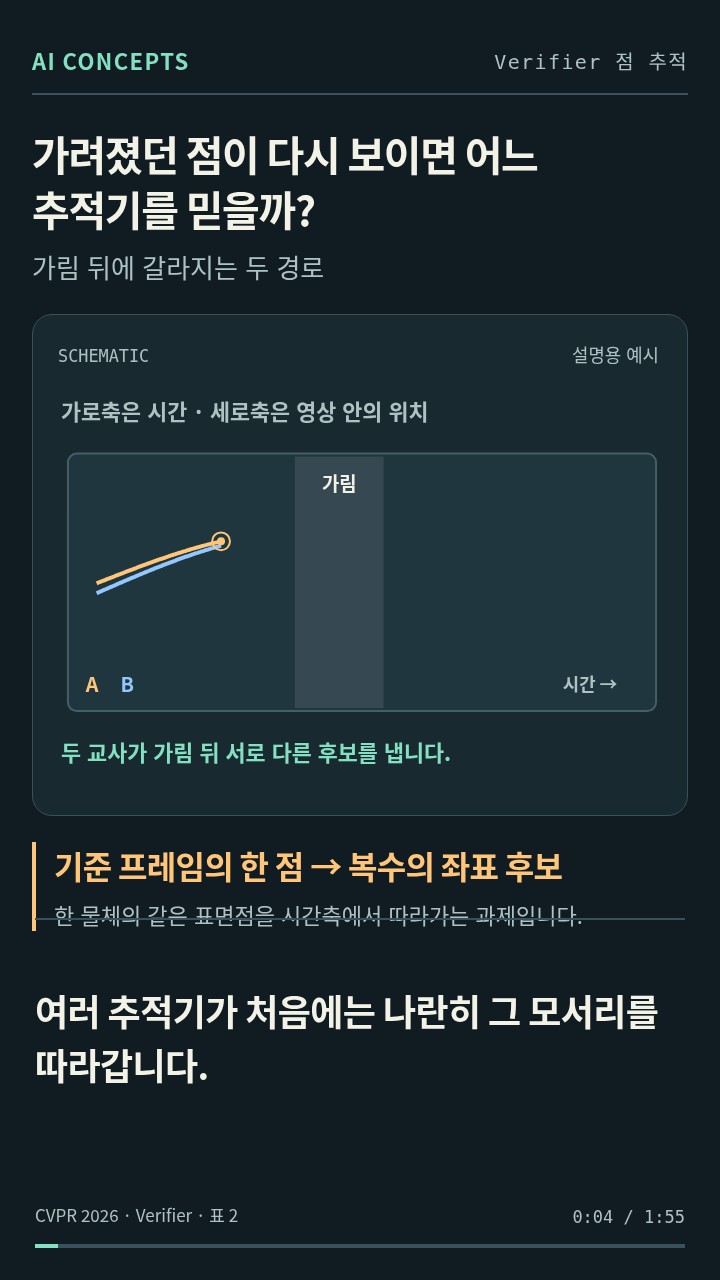 AI CONCEPTS
Verifier 점 추적
가려졌던 점이 다시 보이면 어느
추적기를 믿을까?
가림 뒤에 갈라지는 두 경로
SCHEMATIC
설명용 예시
가로축은 시간 · 세로축은 영상 안의 위치
가림
A B
시간 →
두 교사가 가림 뒤 서로 다른 후보를 냅니다.
기준 프레임의 한 점 → 복수의 좌표 후보
한 물체의 같은 표면점을 시간축에서 따라가는 과제입니다.
여러 추적기가 처음에는 나란히 그 모서리를
따라갑니다.
CVPR 2026 · Verifier · 표 2
0:04 / 1:55